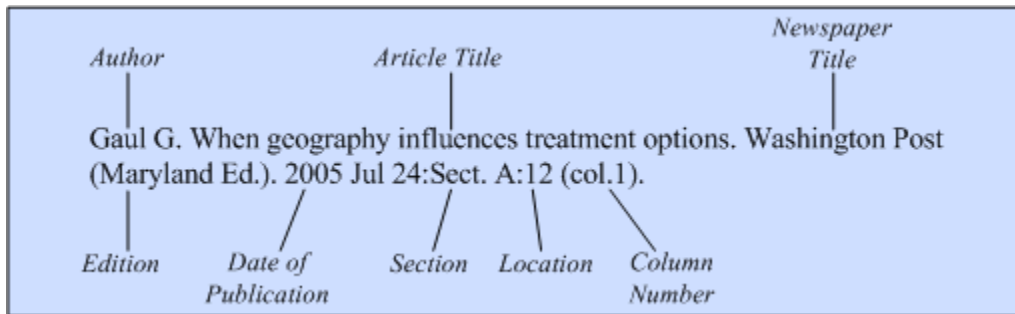 Newspaper
Author Article Title Title
Gaul G. When geography influences treatment options. Washington Post
(Maryland Ed.). 2005 Jul 24:Sect. A:12 (col.1).
Edition Date of Section Location Column
Publication Number